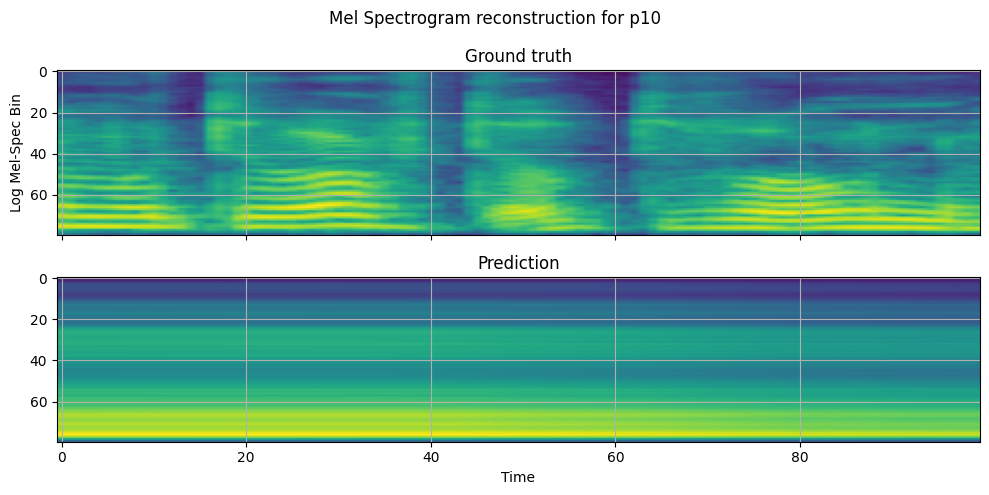 Mel Spectrogram reconstruction for p10
Ground truth
0
20
40
60
Log Mel-Spec Bin
Prediction
0
20
40
60
0 20 40 60 80
Time